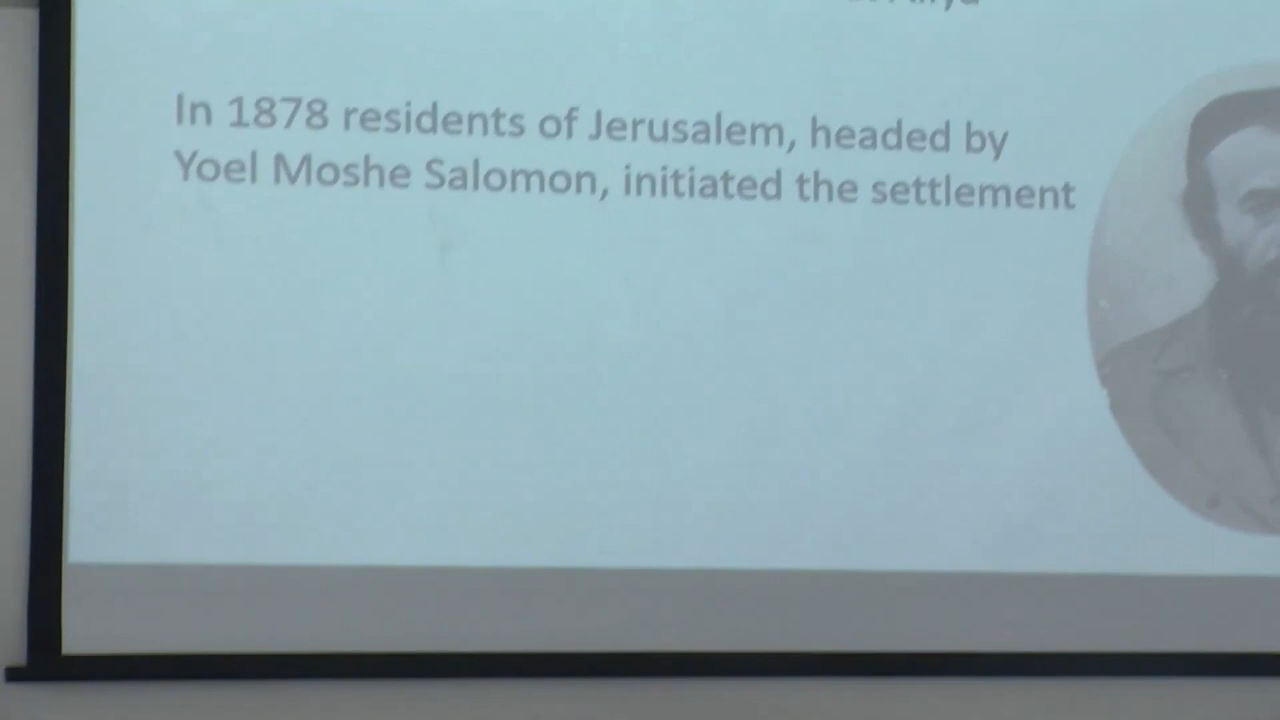 In 1878 residents of Jerusalem, headed by
Yoel Moshe Salomon, initiated the settlement